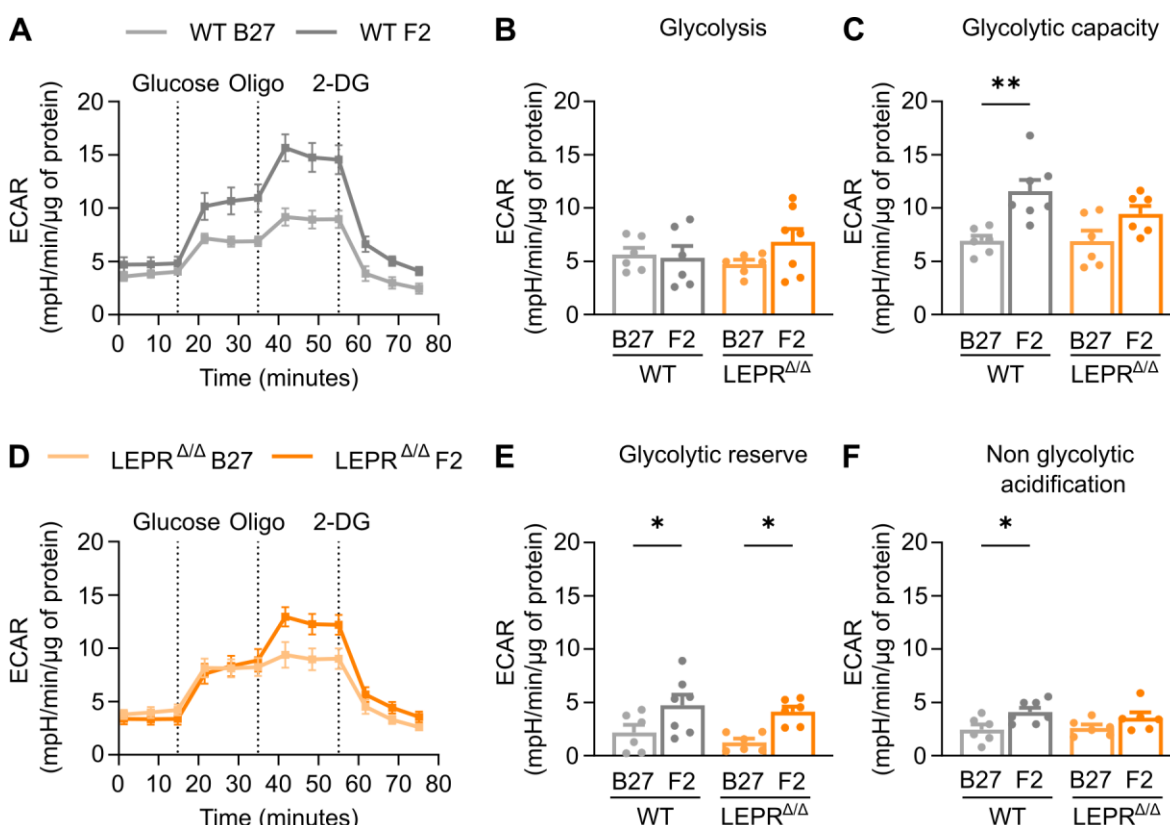 A
WT B27
WT F2
Glucose Oligo 2-DG
ECAR
(mpH/min/µg of protein)
20
15
10
5
0
0 10 20 30 40 50 60 70 80
Time (minutes)
B
Glycolysis
ECAR
(mpH/min/µg of protein)
20
15
10
5
0
B27 F2 B27 F2
WT LEPR Δ/Δ
C
Glycolytic capacity
**
ECAR
(mpH/min/µg of protein)
20
15
10
5
0
B27 F2 B27 F2
WT LEPR Δ/Δ
D
LEPR Δ/Δ B27
LEPR Δ/Δ F2
Glucose Oligo 2-DG
ECAR
(mpH/min/µg of protein)
20
15
10
5
0
0 10 20 30 40 50 60 70 80
Time (minutes)
E
Glycolytic reserve
* *
ECAR
(mpH/min/µg of protein)
20
15
10
5
0
B27 F2 B27 F2
WT LEPR Δ/Δ
F
Non glycolytic
acidification
*
ECAR
(mpH/min/µg of protein)
20
15
10
5
0
B27 F2 B27 F2
WT LEPR Δ/Δ